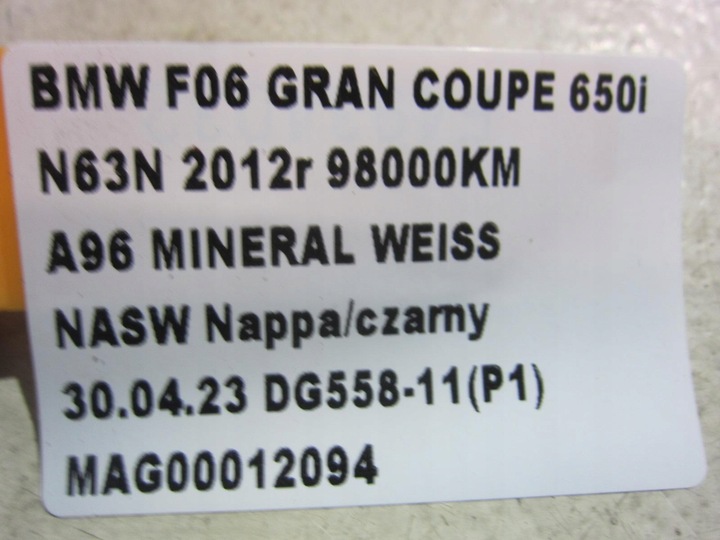 BMW F06 GRAN COUPE 650i
N63N 2012r 98000KM
A96 MINERAL WEISS
NASW Nappa/czarny
30.04.23 DG558-11(P1)
MAG00012094